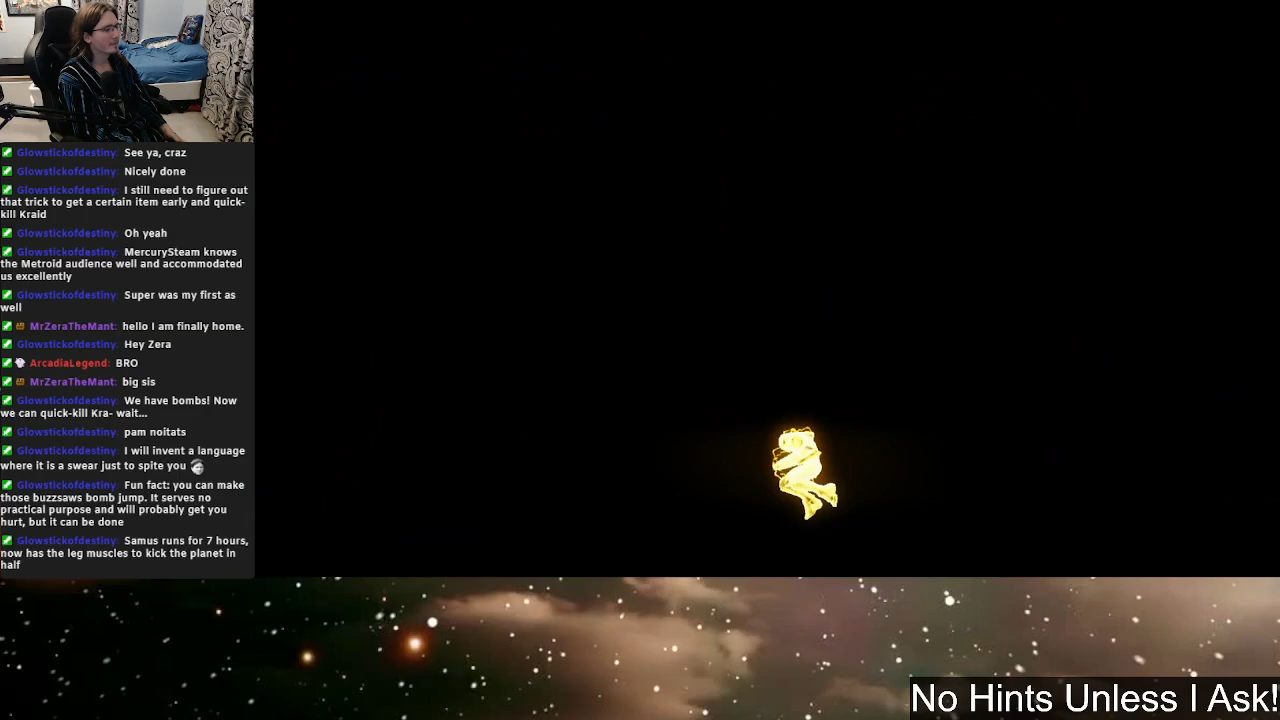 Glowstickofdestiny: See ya, craz
Glowstickofdestiny: Nicely done
Glowstickofdestiny: I still need to figure out
that trick to get a certain item early and quick-
kill Kraid
Glowstickofdestiny: Oh yeah
Glowstickofdestiny: MercurySteam knows
the Metroid audience well and accommodated
us excellently
Glowstickofdestiny: Super was my first as
well
MrZeraTheMant: hello I am finally home.
Glowstickofdestiny: Hey Zera
ArcadiaLegend: BRO
MrZeraTheMant: big sis
Glowstickofdestiny: We have bombs! Now
we can quick-kill Kra- wait...
Glowstickofdestiny: pam noitats
Glowstickofdestiny: I will invent a language
where it is a swear just to spite you
Glowstickofdestiny: Fun fact: you can make
those buzzsaws bomb jump. It serves no
practical purpose and will probably get you
hurt, but it can be done
Glowstickofdestiny: Samus runs for 7 hours,
now has the leg muscles to kick the planet in
half
No Hints Unless I Ask!